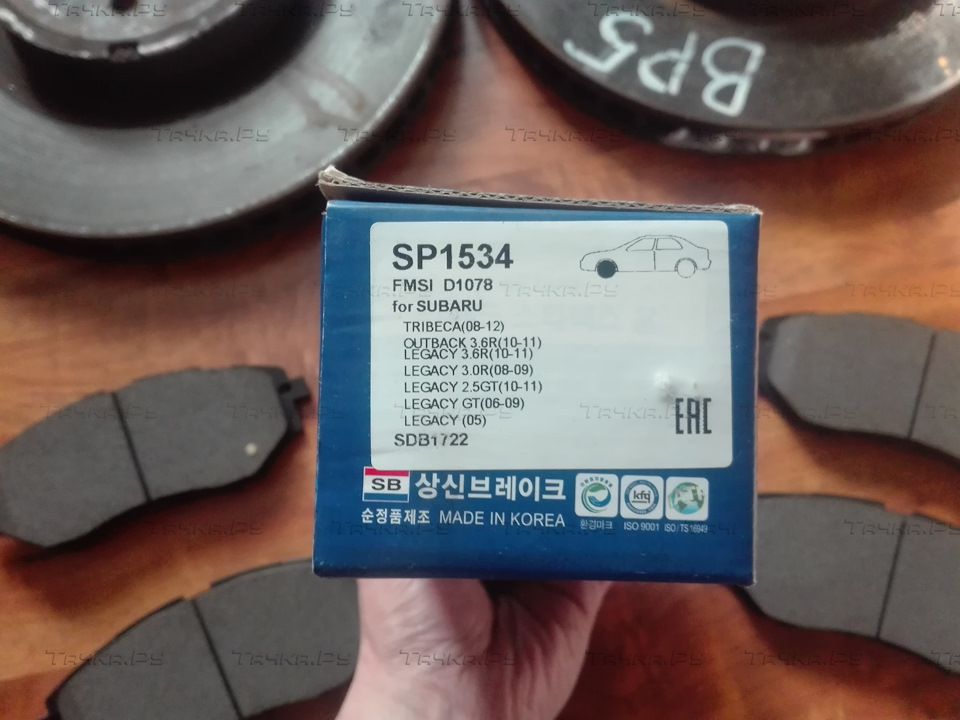 BP5
SP1534
FMSI D1078
for SUBARU
TRIBECA(08-12)
OUTBACK 3.6R(10-11)
LEGACY 3.6R(10-11)
LEGACY 3.0R(08-09)
LEGACY 2.5GT(10-11)
LEGACY GT(06-09)
LEGACY (05)
SDB1722
EAC
SB 상신브레이크
순정품제조 MADE IN KOREA
kfq
환경마크 ISO 9001 ISO/TS 16949
Тачка.Ру